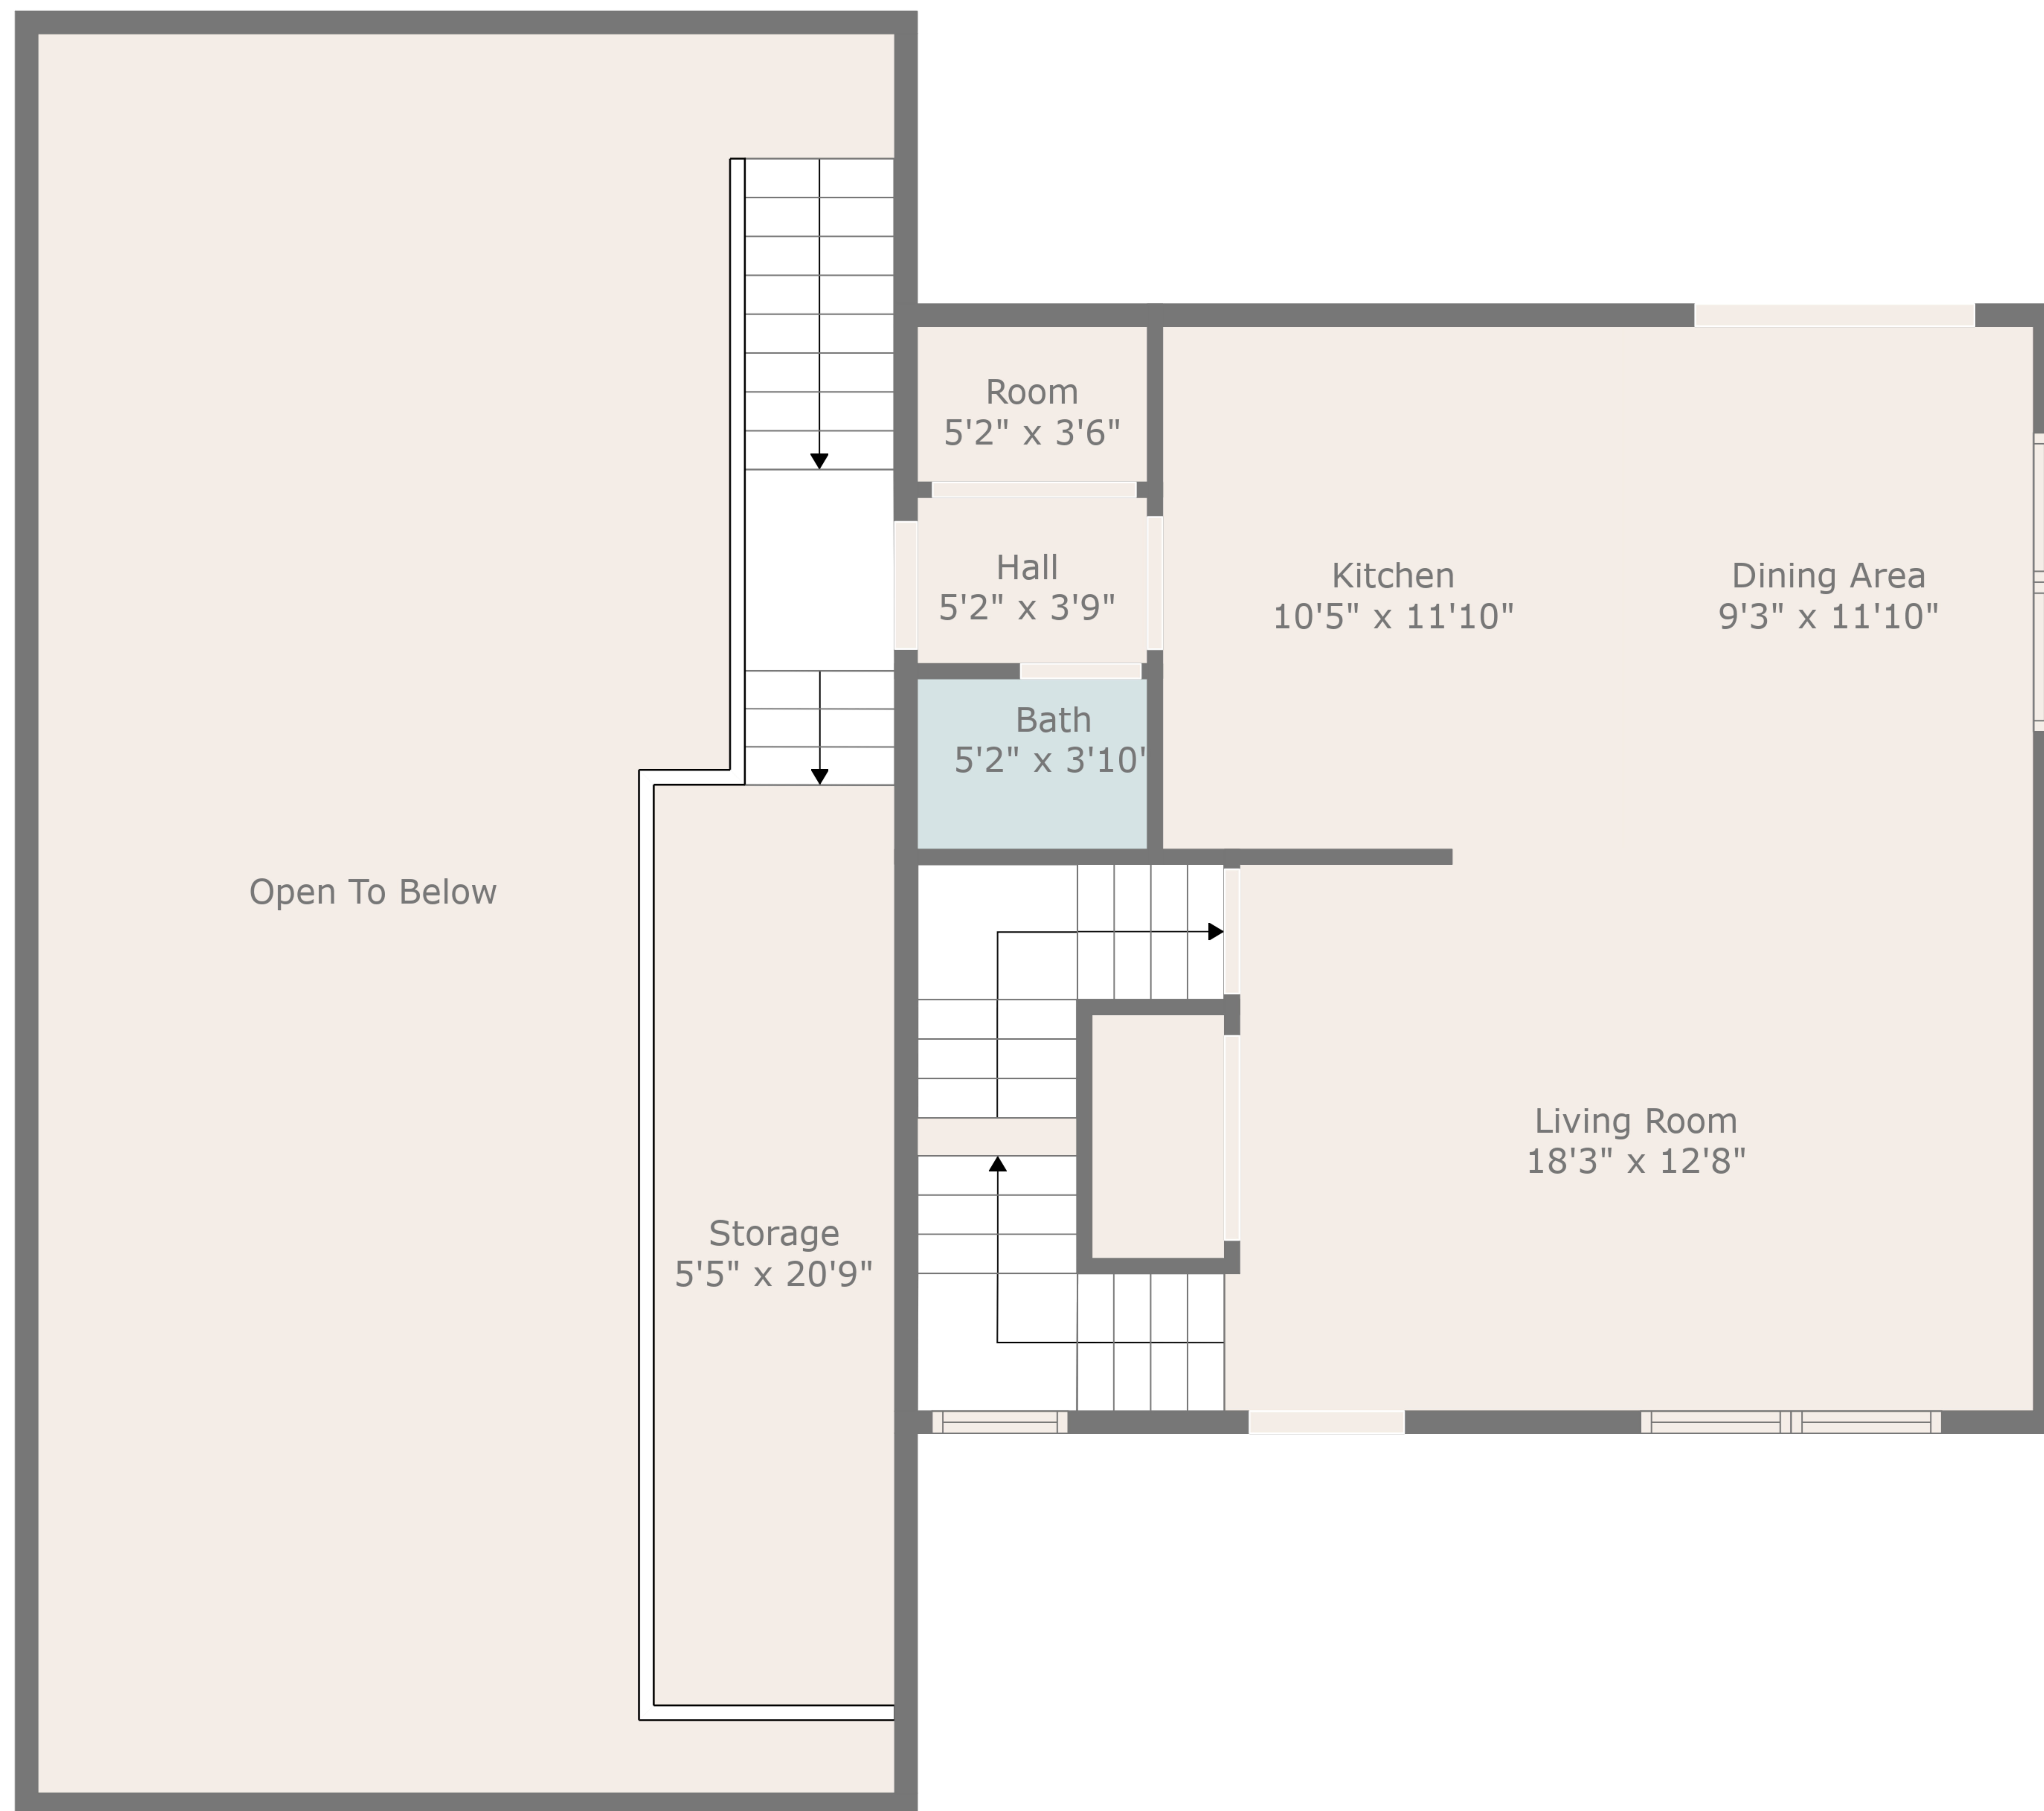 Room
5'2" x 3'6"
Hall
5'2" x 3'9"
Kitchen
10'5" x 11'10"
Dining Area
9'3" x 11'10"
Bath
5'2" x 3'10'
Open To Below
Living Room
18'3" x 12'8"
Storage
5'5" x 20'9"